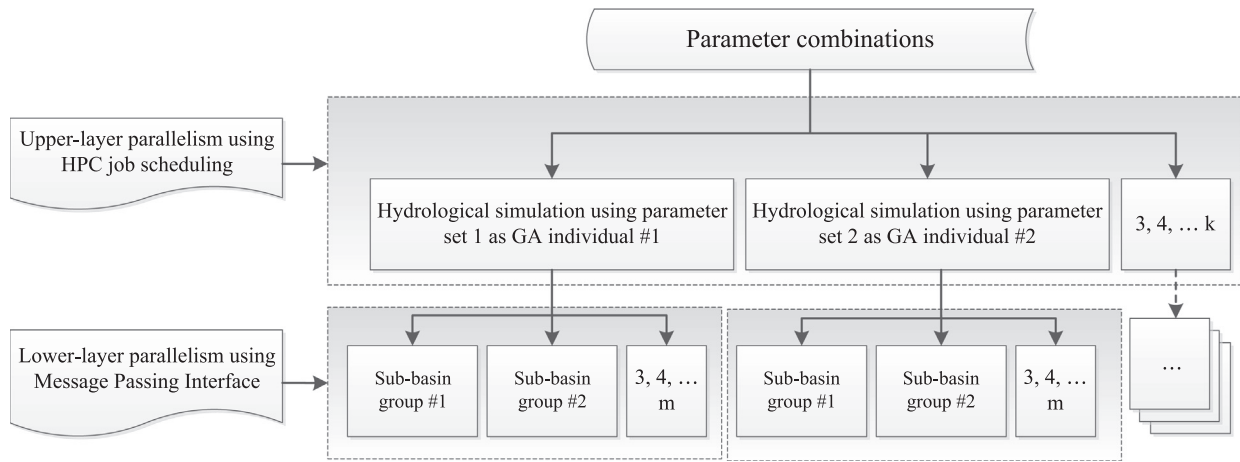 Parameter combinations
Upper-layer parallelism using
HPC job scheduling
Hydrological simulation using parameter
set 1 as GA individual #1
Hydrological simulation using parameter
set 2 as GA individual #2
3, 4, … k
Lower-layer parallelism using
Message Passing Interface
Sub-basin
group #1
Sub-basin
group #2
3, 4, …
m
Sub-basin
group #1
Sub-basin
group #2
3, 4, …
m
…